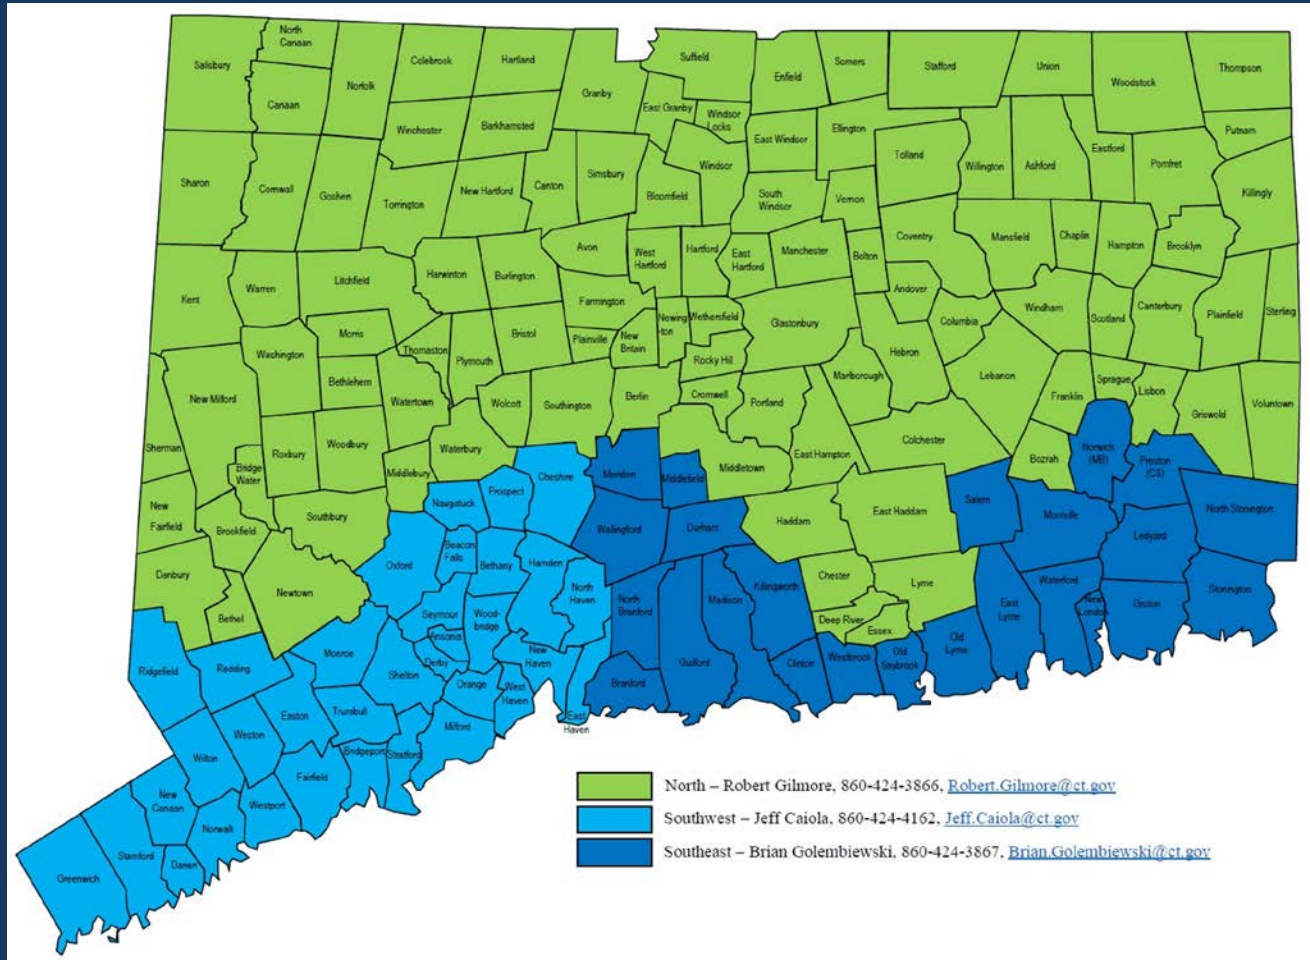 North
Canaan
Salisbury
Norfolk
Colebrook
Hartland
Granby
Suffield
Enfield
Somers
Stafford
Union
Woodstock
Thompson
Canaan
Winchester
Barkhamsted
East Granby
Windsor
Locks
East Windsor
Ellington
Tolland
Willington
Ashford
Eastford
Pomfret
Putnam
Sharon
Cornwall
Goshen
Torrington
New Hartford
Canton
Simsbury
Bloomfield
Windsor
South
Windsor
Vernon
Killingly
Kent
Warren
Litchfield
Harwinton
Burlington
Avon
West
Hartford
Hartford
East
Hartford
Manchester
Bolton
Coventry
Mansfield
Chaplin
Hampton
Brooklyn
Farmington
Andover
Washington
Morris
Thomaston
Plymouth
Bristol
Plainville
New
Britain
Newing
-ton
Wethersfield
Glastonbury
Hebron
Columbia
Windham
Scotland
Canterbury
Plainfield
Sterling
New Milford
Bethlehem
Watertown
Wolcott
Southington
Berlin
Rocky Hill
Cromwell
Portland
Marlborough
Lebanon
Franklin
Sprague
Lisbon
Griswold
Voluntown
Sherman
Bridge-
Water
Roxbury
Woodbury
Middlebury
Waterbury
Cheshire
Meriden
Middlefield
Middletown
East Hampton
Colchester
Bozrah
Norwich
(MB)
Preston
(CS)
New
Fairfield
Brookfield
Southbury
Naugatuck
Prospect
Wallingford
Durham
Haddam
East Haddam
Salem
Montville
North Stonington
Danbury
Bethel
Newtown
Oxford
Beacon
Falls
Bethany
Hamden
North
Haven
North
Branford
Madison
Killingworth
Chester
Lyme
Deep River
Essex
East
Lyme
Waterford
New
London
Ledyard
Groton
Stonington
Ridgefield
Redding
Monroe
Seymour
Ansonia
Derby
Wood-
bridge
Shelton
Orange
New
Haven
West
Haven
East
Haven
Branford
Guilford
Clinton
Westbrook
Old
Saybrook
Old
Lyme
Wilton
Weston
Easton
Trumbull
Bridgeport
Stratford
Milford
Fairfield
New
Canaan
Norwalk
Westport
Greenwich
Stamford
Darien
North – Robert Gilmore, 860-424-3866, Robert.Gilmore@ct.gov
Southwest – Jeff Caiola, 860-424-4162, Jeff.Caiola@ct.gov
Southeast – Brian Golembiewski, 860-424-3867, Brian.Golembiewski@ct.gov